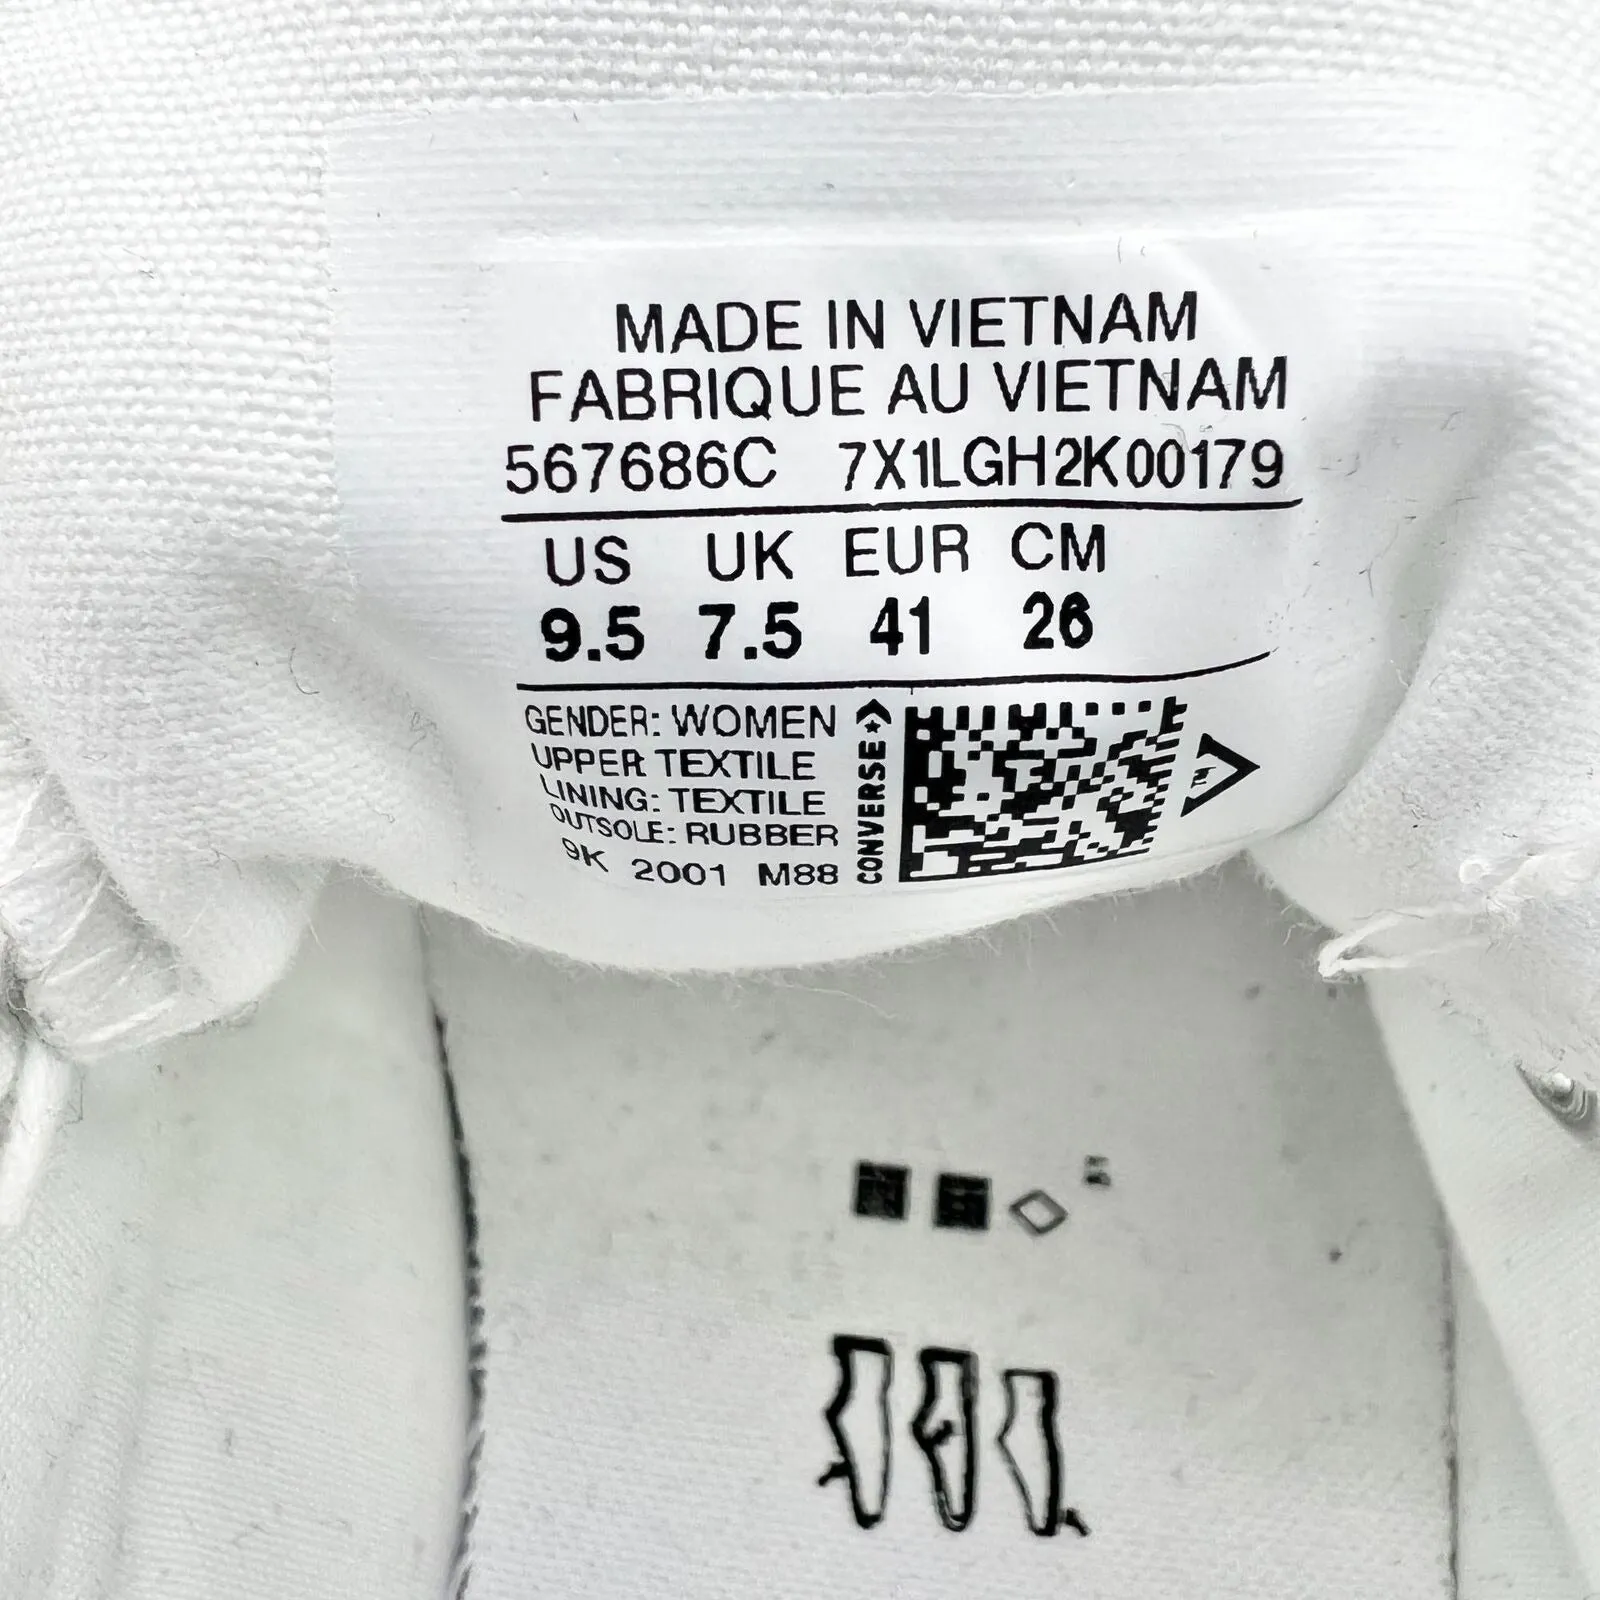 MADE IN VIETNAM
FABRIQUE AU VIETNAM
567686C 7X1LGH2K00179
US UK EUR CM
9.5 7.5 41 26
GENDER: WOMEN
UPPER: TEXTILE
LINING: TEXTILE
OUTSOLE: RUBBER
9K 2001 M88
CONVERSE